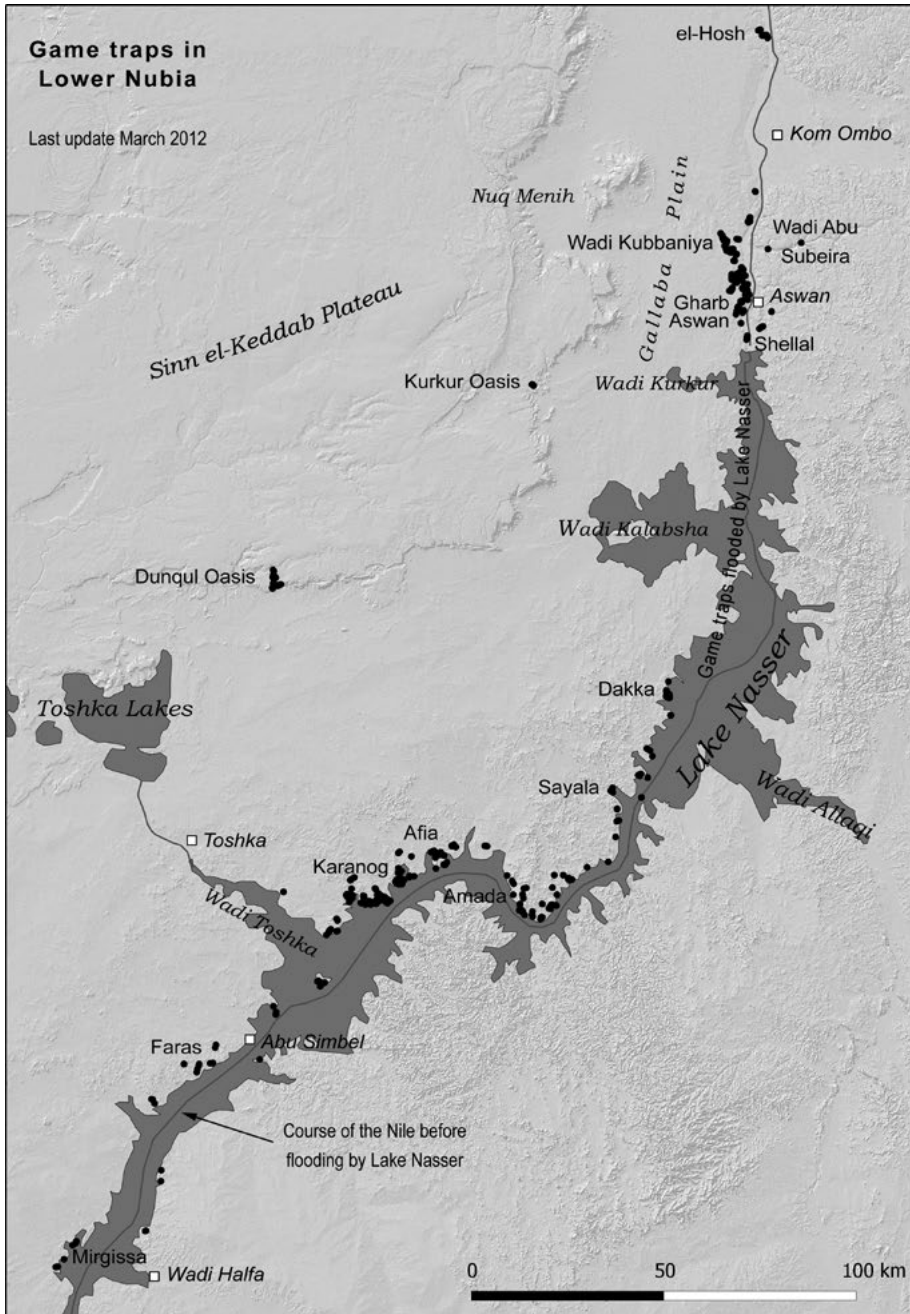 Game traps in
Lower Nubia
Last update March 2012
el-Hosh
Kom Ombo
Nuq Menih
Gallaba Plain
Wadi Kubbaniya
Wadi Abu
Subeira
Aswan
Gharb
Aswan
Shellal
Sinn el-Keddab Plateau
Kurkur Oasis
Wadi Kurkur
Game traps flooded by Lake Nasser
Wadi Kalabsha
Dunqul Oasis
Dakka
Lake Nasser
Toshka Lakes
Sayala
Wadi Allaqi
Toshka
Afia
Karanog
Amada
Wadi Toshka
Abu Simbel
Faras
Course of the Nile before
flooding by Lake Nasser
Mirgissa
Wadi Halfa
0 50 100 km